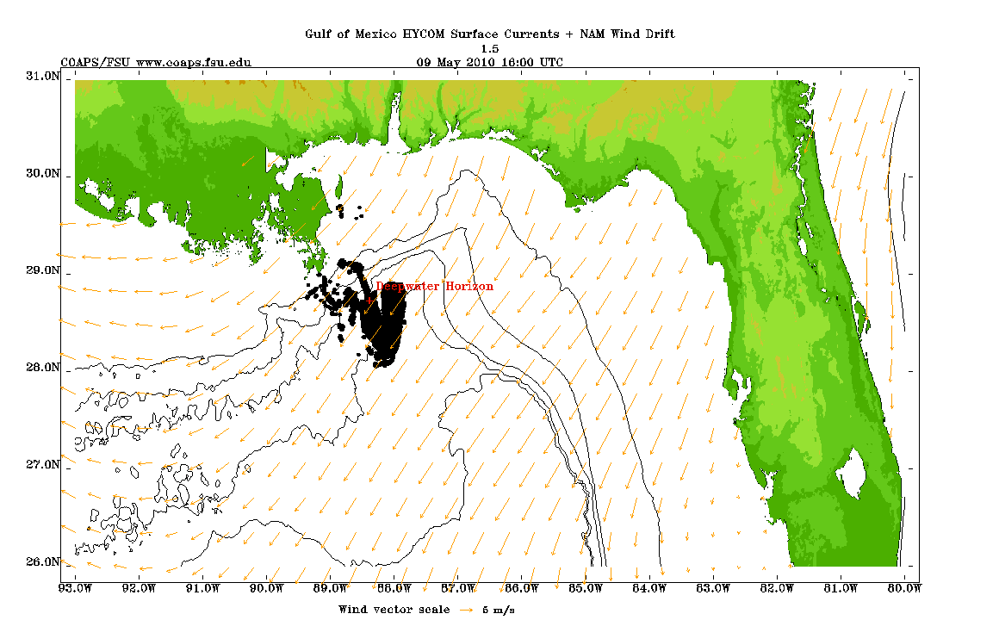 Gulf of Mexico HYCOM Surface Currents + NAM Wind Drift
1.5
COAPS/FSU www.coaps.fsu.edu 09 May 2010 16:00 UTC
31.0N
30.0N
29.0N
Deepwater Horizon
28.0N
27.0N
26.0N
93.0W 92.0W 91.0W 90.0W 89.0W 88.0W 87.0W 86.0W 85.0W 84.0W 83.0W 82.0W 81.0W 80.0W
Wind vector scale 5 m/s